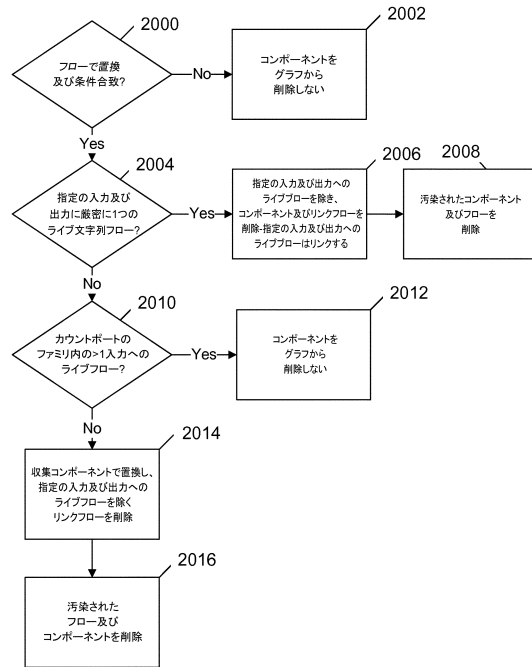 2000
フローで置換
及び条件合致?
No
2002
コンポーネントを
グラフから
削除しない
Yes
2004
指定の入力及び
出力に厳密に1つの
ライブ文字列フロー?
Yes
2006
指定の入力及び出力への
ライブフローを除き、
コンポーネント及びリンクフローを
削除-指定の入力及び出力への
ライブフローはリンクする
2008
汚染されたコンポーネント
及びフローを
削除
No
2010
カウントポートの
ファミリ内の>1入力への
ライブフロー?
Yes
2012
コンポーネントを
グラフから
削除しない
No
2014
収集コンポーネントで置換し、
指定の入力及び出力への
ライブフローを除く
リンクフローを削除
2016
汚染された
フロー及び
コンポーネントを削除